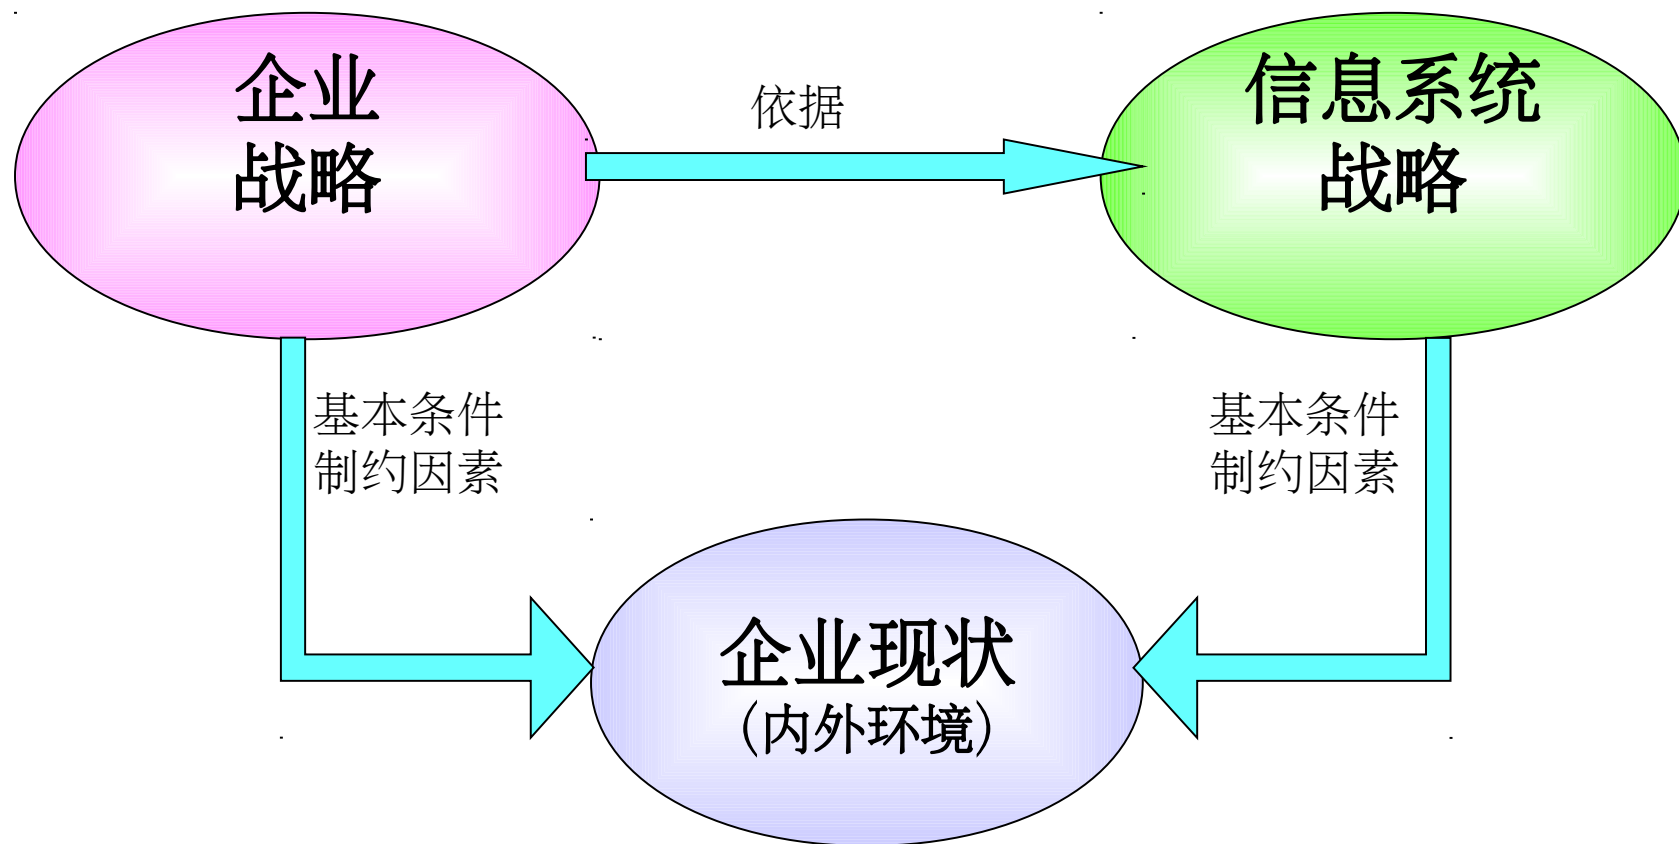 企业
战略
依据
信息系统
战略
基本条件
制约因素
基本条件
制约因素
企业现状
(内外环境)